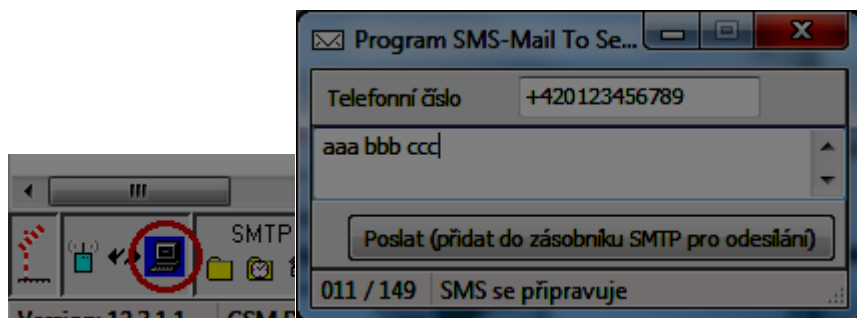 Program SMS-Mail To Se...
Telefonní číslo +420123456789
aaa bbb ccc
Poslat (přidat do zásobníku SMTP pro odesílání)
011 / 149 SMS se připravuje
SMTP